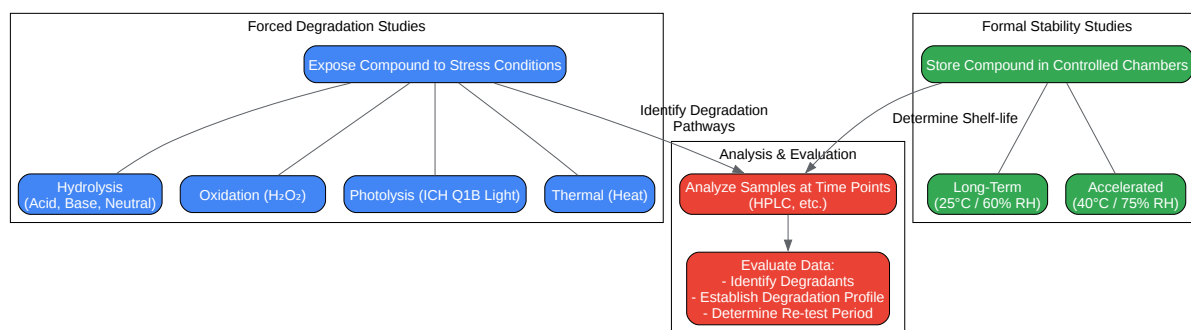 Forced Degradation Studies
Expose Compound to Stress Conditions
Hydrolysis
(Acid, Base, Neutral)
Oxidation (H₂O₂)
Photolysis (ICH Q1B Light)
Thermal (Heat)
Identify Degradation
Pathways
Formal Stability Studies
Store Compound in Controlled Chambers
Determine Shelf-life
Long-Term
(25°C / 60% RH)
Accelerated
(40°C / 75% RH)
Analysis & Evaluation
Analyze Samples at Time Points
(HPLC, etc.)
Evaluate Data:
- Identify Degradants
- Establish Degradation Profile
- Determine Re-test Period